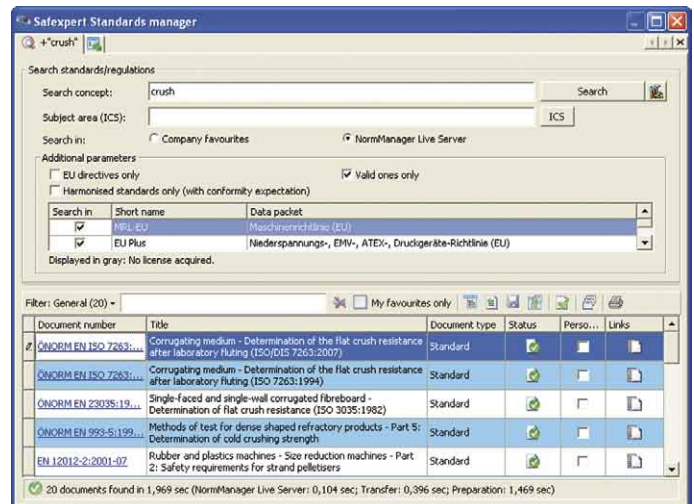 Safexpert Standards manager
+"crush"
Search standards/regulations
Search concept: crush Search
Subject area (ICS): ICS
Search in: Company favourites NormManager Live Server
Additional parameters
EU directives only Valid ones only
Harmonised standards only (with conformity expectation)
Search in Short name Data packet
MRL-EU Maschinenrichtlinie (EU)
EU Plus Niederspannungs-, EMV-, ATEX-, Druckgeräte-Richtlinie (EU)
Displayed in gray: No license acquired.
Filter: General (20) My favourites only
Document number Title Document type Status Perso... Links
ÖNORM EN ISO 7263:... Corrugating medium - Determination of the flat crush resistance Standard
after laboratory fluting (ISO/DIS 7263:2007)
ÖNORM EN ISO 7263:... Corrugating medium - Determination of the flat crush resistance Standard
after laboratory fluting (ISO 7263:1994)
ÖNORM EN 23035:19... Single-faced and single-wall corrugated fibreboard - Standard
Determination of flat crush resistance (ISO 3035:1982)
ÖNORM EN 993-5:199... Methods of test for dense shaped refractory products - Part 5: Standard
Determination of cold crushing strength
EN 12012-2:2001-07 Rubber and plastics machines - Size reduction machines - Part Standard
2: Safety requirements for strand pelletisers
20 documents found in 1,969 sec (NormManager Live Server: 0,104 sec; Transfer: 0,396 sec; Preparation: 1,469 sec)